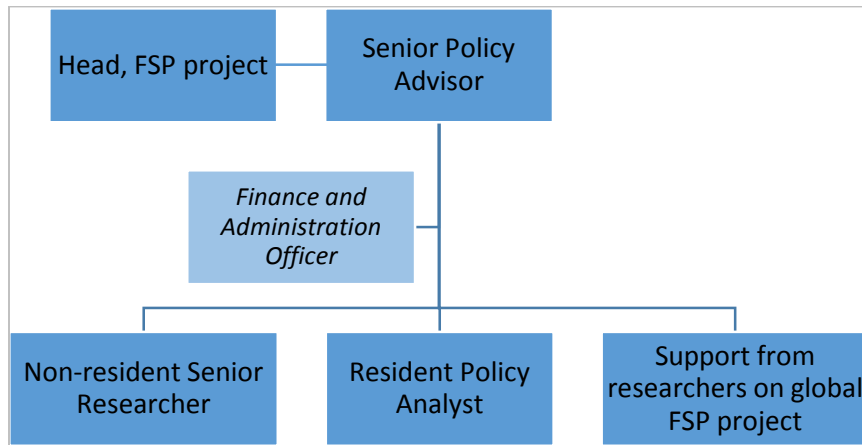 Head, FSP project
Senior Policy
Advisor
Finance and
Administration
Officer
Non-resident Senior
Researcher
Resident Policy
Analyst
Support from
researchers on global
FSP project